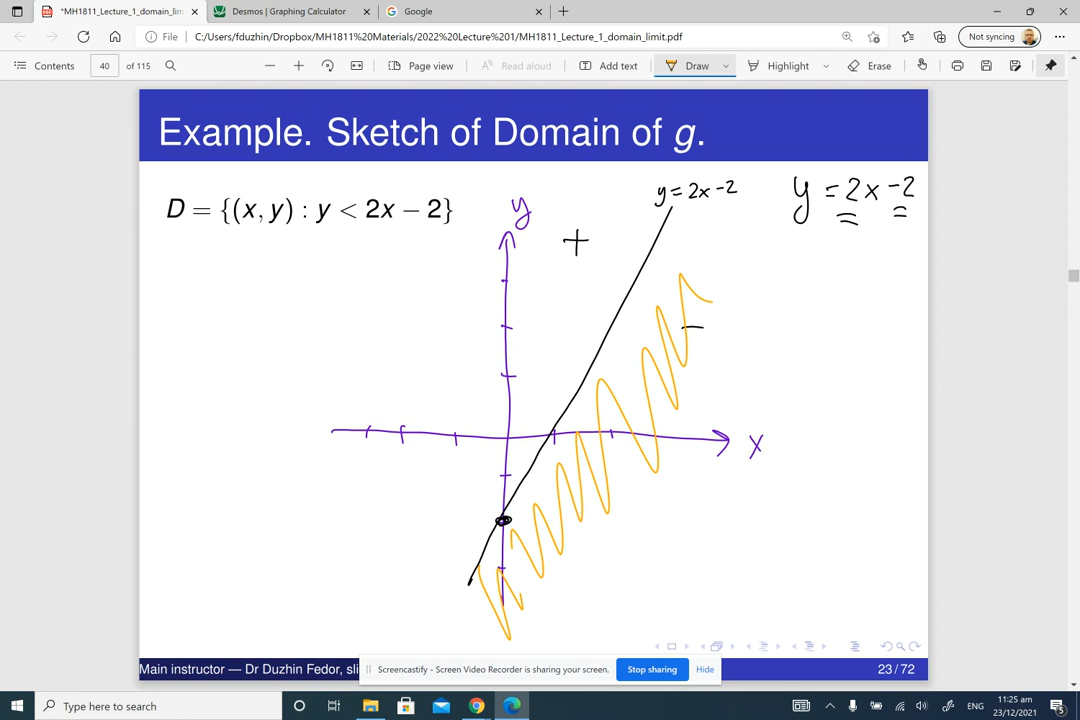 *MH1811_Lecture_1_domain_lim
Desmos | Graphing Calculator
Google
File
C:/Users/fduzhin/Dropbox/MH1811%20Materials/2022%20Lecture%201/MH1811_Lecture_1_domain_limit.pdf
Not syncing
Contents
40
of 115
Page view
Read aloud
Add text
Draw
Highlight
Erase
Example. Sketch of Domain of g.
D = {(x, y) : y < 2x − 2}
y
y = 2x -2
y = 2x -2
+
−
x
Main instructor — Dr Duzhin Fedor, sli
23 / 72
Screencastify - Screen Video Recorder is sharing your screen.
Stop sharing
Hide
Type here to search
ENG
11:25 am
23/12/2021
5